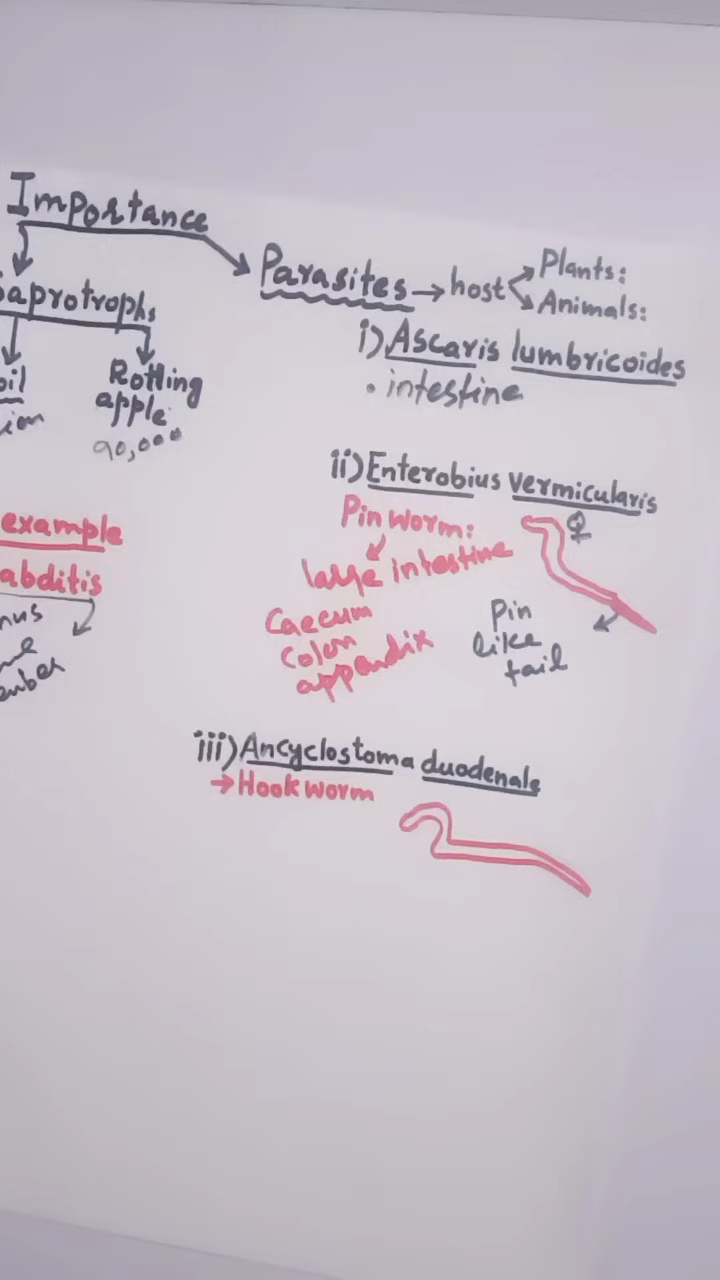 Importance
Parasites → host
Plants:
Animals:
aprotrophs
oil
Rotting
apple
90,000
i) Ascaris lumbricoides
. intestine
ii) Enterobius vermicularis
Pin worm:
♀
large intestine
Caecum
Colon
appendix
Pin
like
tail
example
abditis
iii) Ancyclostoma duodenale
→ Hook worm